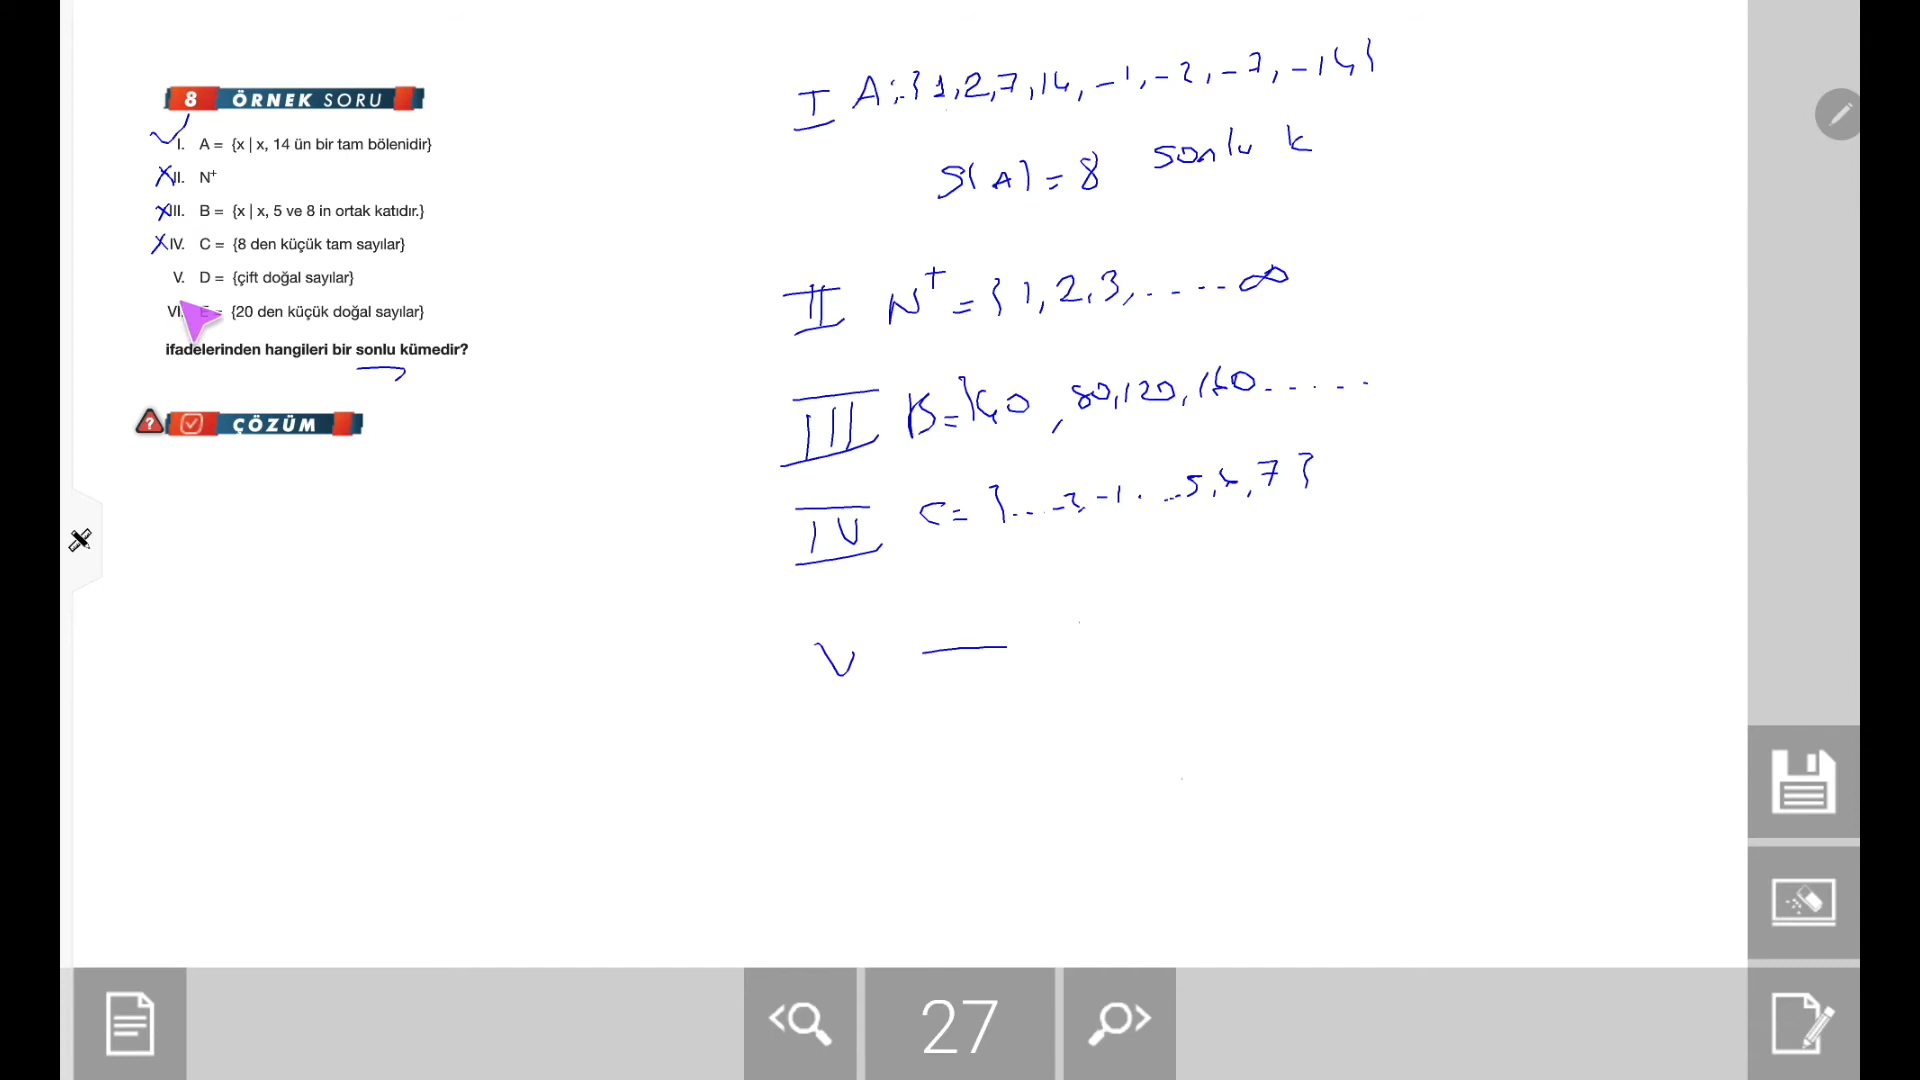 8 ÖRNEK SORU
I. A = {x | x, 14 ün bir tam bölenidir}
II. N⁺
III. B = {x | x, 5 ve 8 in ortak katıdır.}
IV. C = {8 den küçük tam sayılar}
V. D = {çift doğal sayılar}
VI. E = {20 den küçük doğal sayılar}
ifadelerinden hangileri bir sonlu kümedir?
? ÇÖZÜM
I A = {1, 2, 7, 14, -1, -2, -7, -14}
S(A) = 8 sonlu k
II N⁺ = { 1, 2, 3, ..... ∞
III B = {40, 80, 120, 160 ......
IV C = {... -1 . ... 5, 6, 7 }
V —
27